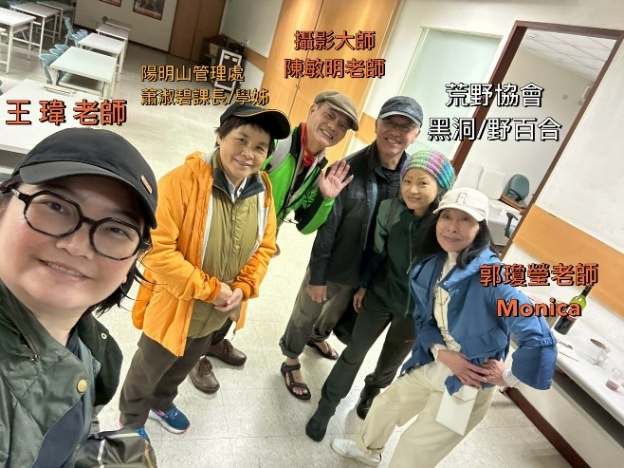 攝影大師
陳敏明老師
陽明山管理處
蕭淑碧課長/學姊
王瑋老師
荒野協會
黑洞/野百合
郭瓊瑩老師
Monica